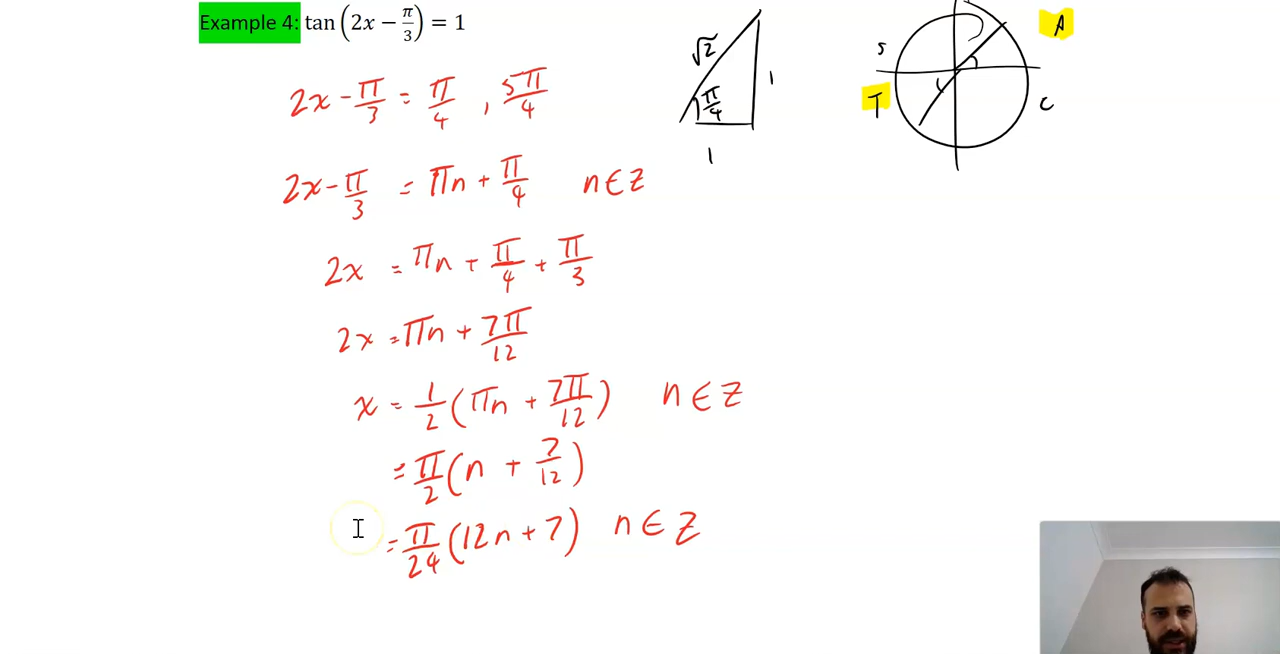 Example 4: tan(2x − π/3) = 1
2x - π/3 = π/4 , 5π/4
2x - π/3 = πn + π/4   n ∈ Z
2x = πn + π/4 + π/3
2x = πn + 7π/12
x = 1/2 (πn + 7π/12)   n ∈ Z
= π/2 (n + 7/12)
= π/24 (12n + 7)   n ∈ Z
√2
π/4
1
1
S
A
T
C